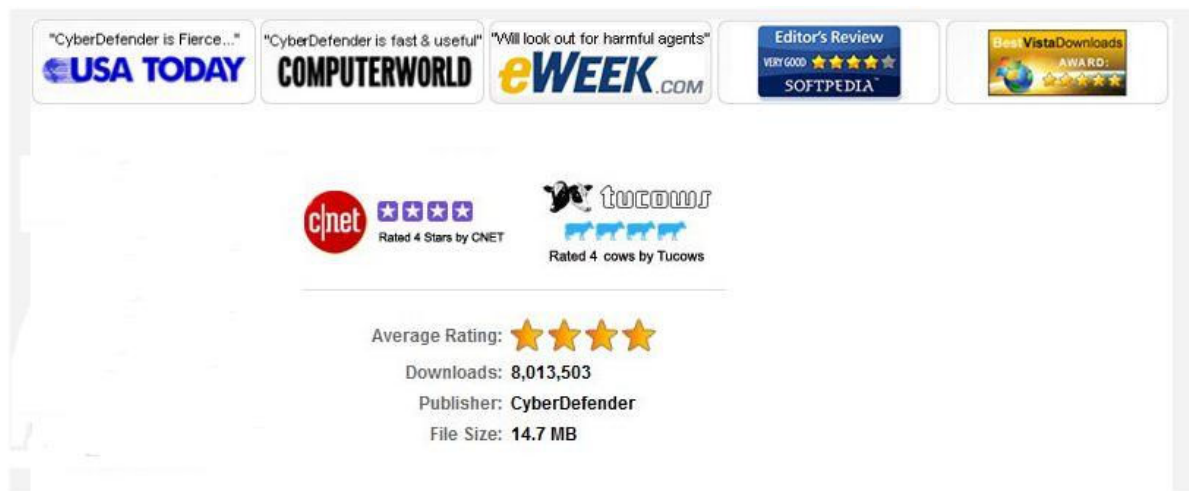 "CyberDefender is Fierce..."
USA TODAY
"CyberDefender is fast & useful"
COMPUTERWORLD
"Will look out for harmful agents"
eWEEK.COM
Editor's Review
VERY GOOD
SOFTPEDIA
BestVistaDownloads
AWARD:
c|net
Rated 4 Stars by CNET
tucows
Rated 4 cows by Tucows
Average Rating:
Downloads: 8,013,503
Publisher: CyberDefender
File Size: 14.7 MB